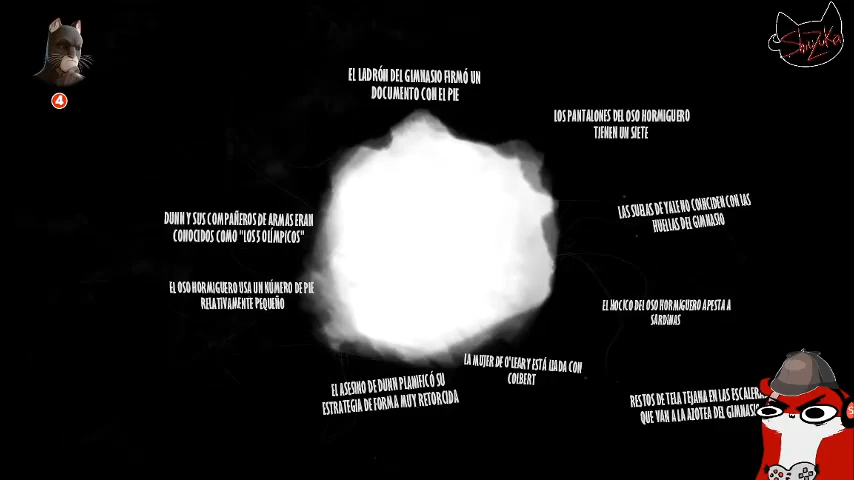 Shizuka
EL LADRÓN DEL GIMNASIO FIRMÓ UN
DOCUMENTO CON EL PIE
4
LOS PANTALONES DEL OSO HORMIGUERO
TIENEN UN SIETE
LAS SUELAS DE YALE NO COINCIDEN CON LAS
HUELLAS DEL GIMNASIO
DUNN Y SUS COMPAÑEROS DE ARMAS ERAN
CONOCIDOS COMO "LOS 5 OLÍMPICOS"
EL OSO HORMIGUERO USA UN NÚMERO DE PIE
RELATIVAMENTE PEQUEÑO
EL HOCICO DEL OSO HORMIGUERO APESTA A
SARDINAS
LA MUJER DE O'LEARY ESTÁ LIADA CON
COLBERT
EL ASESINO DE DUNN PLANIFICÓ SU
ESTRATEGIA DE FORMA MUY RETORCIDA
RESTOS DE TELA TEJANA EN LAS ESCALERA
QUE VAN A LA AZOTEA DEL GIMNASIO
S